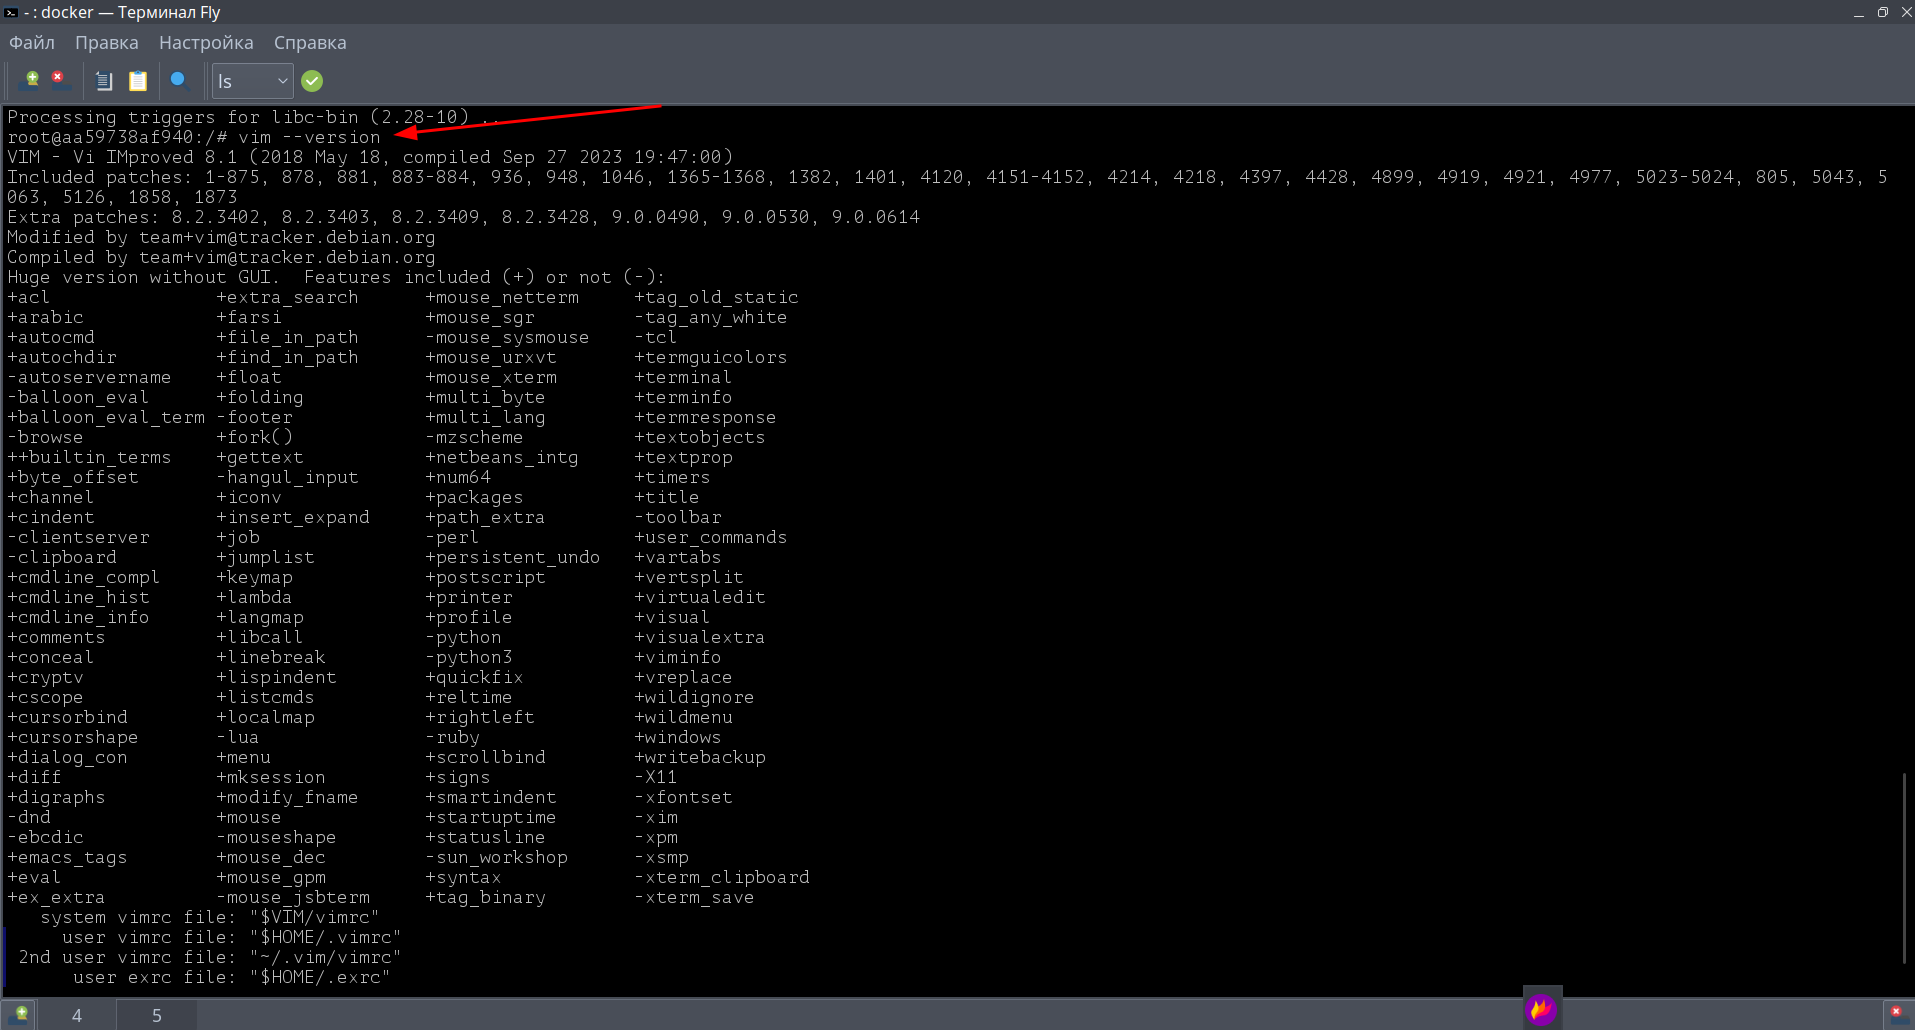 - : docker — Терминал Fly
Файл Правка Настройка Справка
ls
Processing triggers for libc-bin (2.28-10) ...
root@aa59738af940:/# vim --version
VIM - Vi IMproved 8.1 (2018 May 18, compiled Sep 27 2023 19:47:00)
Included patches: 1-875, 878, 881, 883-884, 936, 948, 1046, 1365-1368, 1382, 1401, 4120, 4151-4152, 4214, 4218, 4397, 4428, 4899, 4919, 4921, 4977, 5023-5024, 805, 5043, 5
063, 5126, 1858, 1873
Extra patches: 8.2.3402, 8.2.3403, 8.2.3409, 8.2.3428, 9.0.0490, 9.0.0530, 9.0.0614
Modified by team+vim@tracker.debian.org
Compiled by team+vim@tracker.debian.org
Huge version without GUI.  Features included (+) or not (-):
+acl +extra_search +mouse_netterm +tag_old_static
+arabic +farsi +mouse_sgr -tag_any_white
+autocmd +file_in_path -mouse_sysmouse -tcl
+autochdir +find_in_path +mouse_urxvt +termguicolors
-autoservername +float +mouse_xterm +terminal
-balloon_eval +folding +multi_byte +terminfo
+balloon_eval_term -footer +multi_lang +termresponse
-browse +fork() -mzscheme +textobjects
++builtin_terms +gettext +netbeans_intg +textprop
+byte_offset -hangul_input +num64 +timers
+channel +iconv +packages +title
+cindent +insert_expand +path_extra -toolbar
-clientserver +job -perl +user_commands
-clipboard +jumplist +persistent_undo +vartabs
+cmdline_compl +keymap +postscript +vertsplit
+cmdline_hist +lambda +printer +virtualedit
+cmdline_info +langmap +profile +visual
+comments +libcall -python +visualextra
+conceal +linebreak -python3 +viminfo
+cryptv +lispindent +quickfix +vreplace
+cscope +listcmds +reltime +wildignore
+cursorbind +localmap +rightleft +wildmenu
+cursorshape -lua -ruby +windows
+dialog_con +menu +scrollbind +writebackup
+diff +mksession +signs -X11
+digraphs +modify_fname +smartindent -xfontset
-dnd +mouse +startuptime -xim
-ebcdic -mouseshape +statusline -xpm
+emacs_tags +mouse_dec -sun_workshop -xsmp
+eval +mouse_gpm +syntax -xterm_clipboard
+ex_extra -mouse_jsbterm +tag_binary -xterm_save
system vimrc file: "$VIM/vimrc"
user vimrc file: "$HOME/.vimrc"
2nd user vimrc file: "~/.vim/vimrc"
user exrc file: "$HOME/.exrc"
4 5